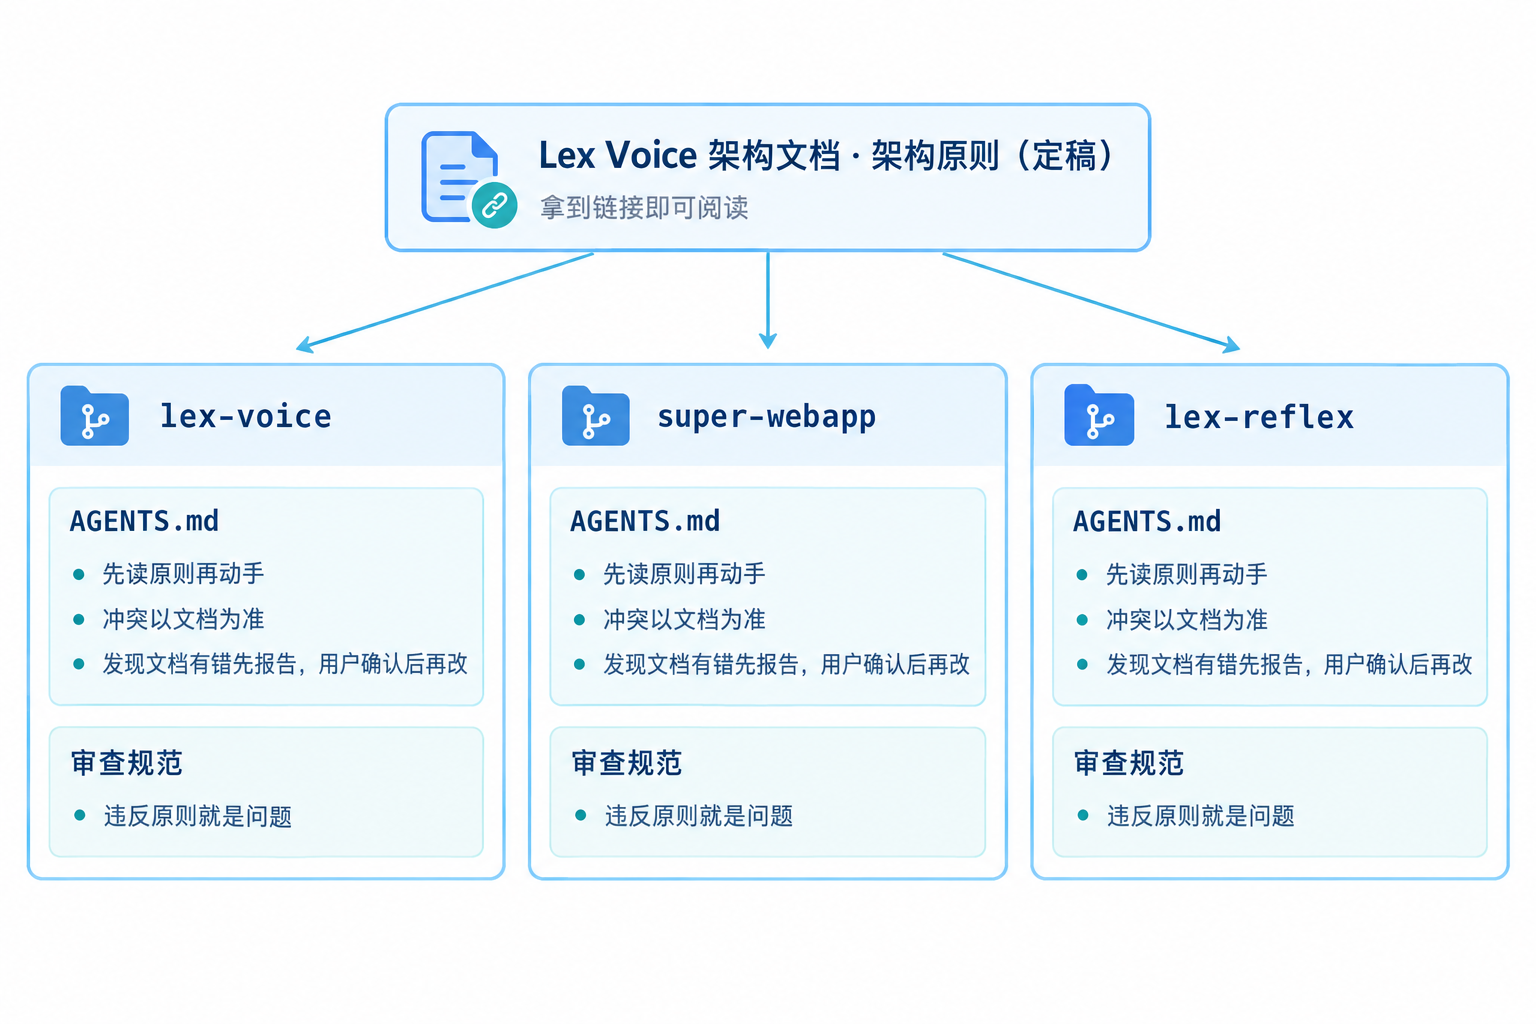 Lex Voice 架构文档 · 架构原则（定稿）
拿到链接即可阅读
lex-voice
AGENTS.md
先读原则再动手
冲突以文档为准
发现文档有错先报告，用户确认后再改
审查规范
违反原则就是问题
super-webapp
AGENTS.md
先读原则再动手
冲突以文档为准
发现文档有错先报告，用户确认后再改
审查规范
违反原则就是问题
lex-reflex
AGENTS.md
先读原则再动手
冲突以文档为准
发现文档有错先报告，用户确认后再改
审查规范
违反原则就是问题